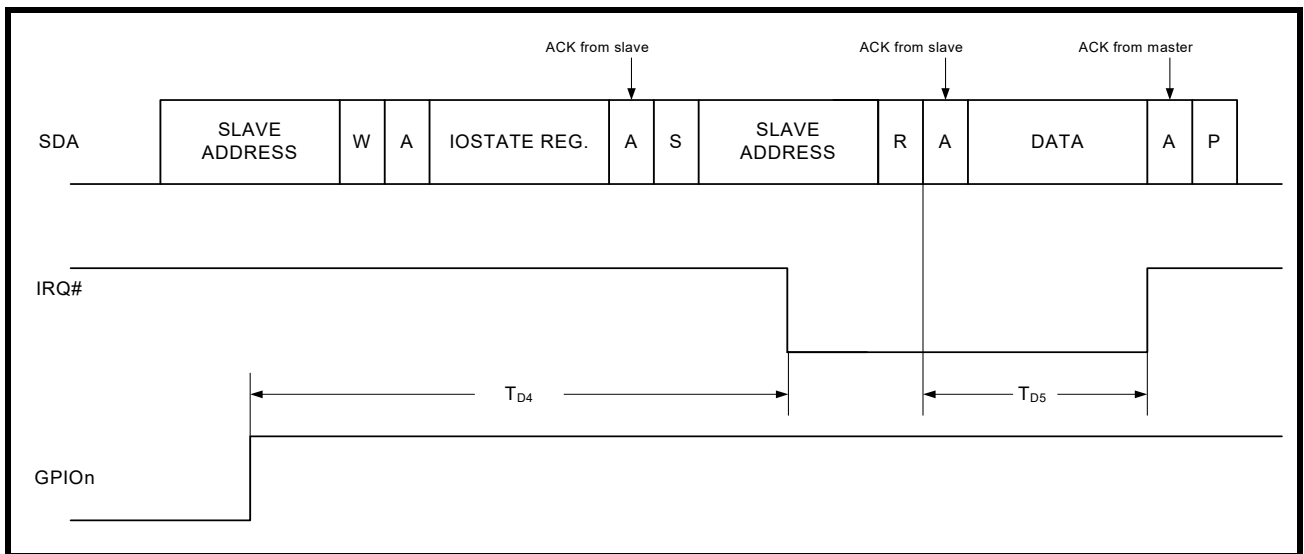 ACK from slave ACK from slave ACK from master
SDA SLAVE ADDRESS W A IOSTATE REG. A S SLAVE ADDRESS R A DATA A P
IRQ#
TD4 TD5
GPIOn